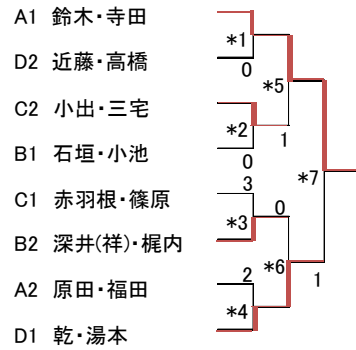 A1 鈴木・寺田
*1
D2 近藤・高橋
0
*5
C2 小出・三宅
*2
1
B1 石垣・小池
0
*7
C1 赤羽根・篠原
3
0
*3
B2 深井(祥)・梶内
*6
1
A2 原田・福田
2
*4
D1 乾・湯本